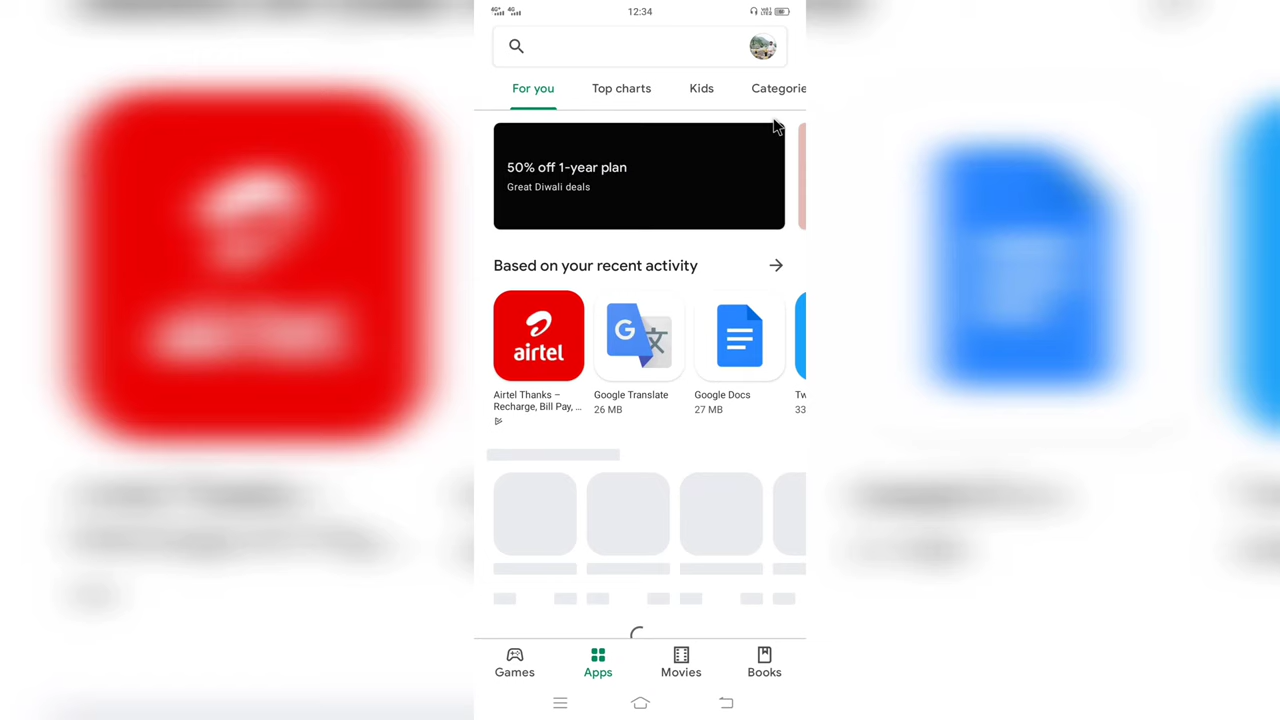 4G+ 4G 12:34
For you Top charts Kids Categorie
50% off 1-year plan
Great Diwali deals
Based on your recent activity
airtel
G
Airtel Thanks – Google Translate Google Docs Tw
Recharge, Bill Pay, ... 26 MB 27 MB 33
Games Apps Movies Books